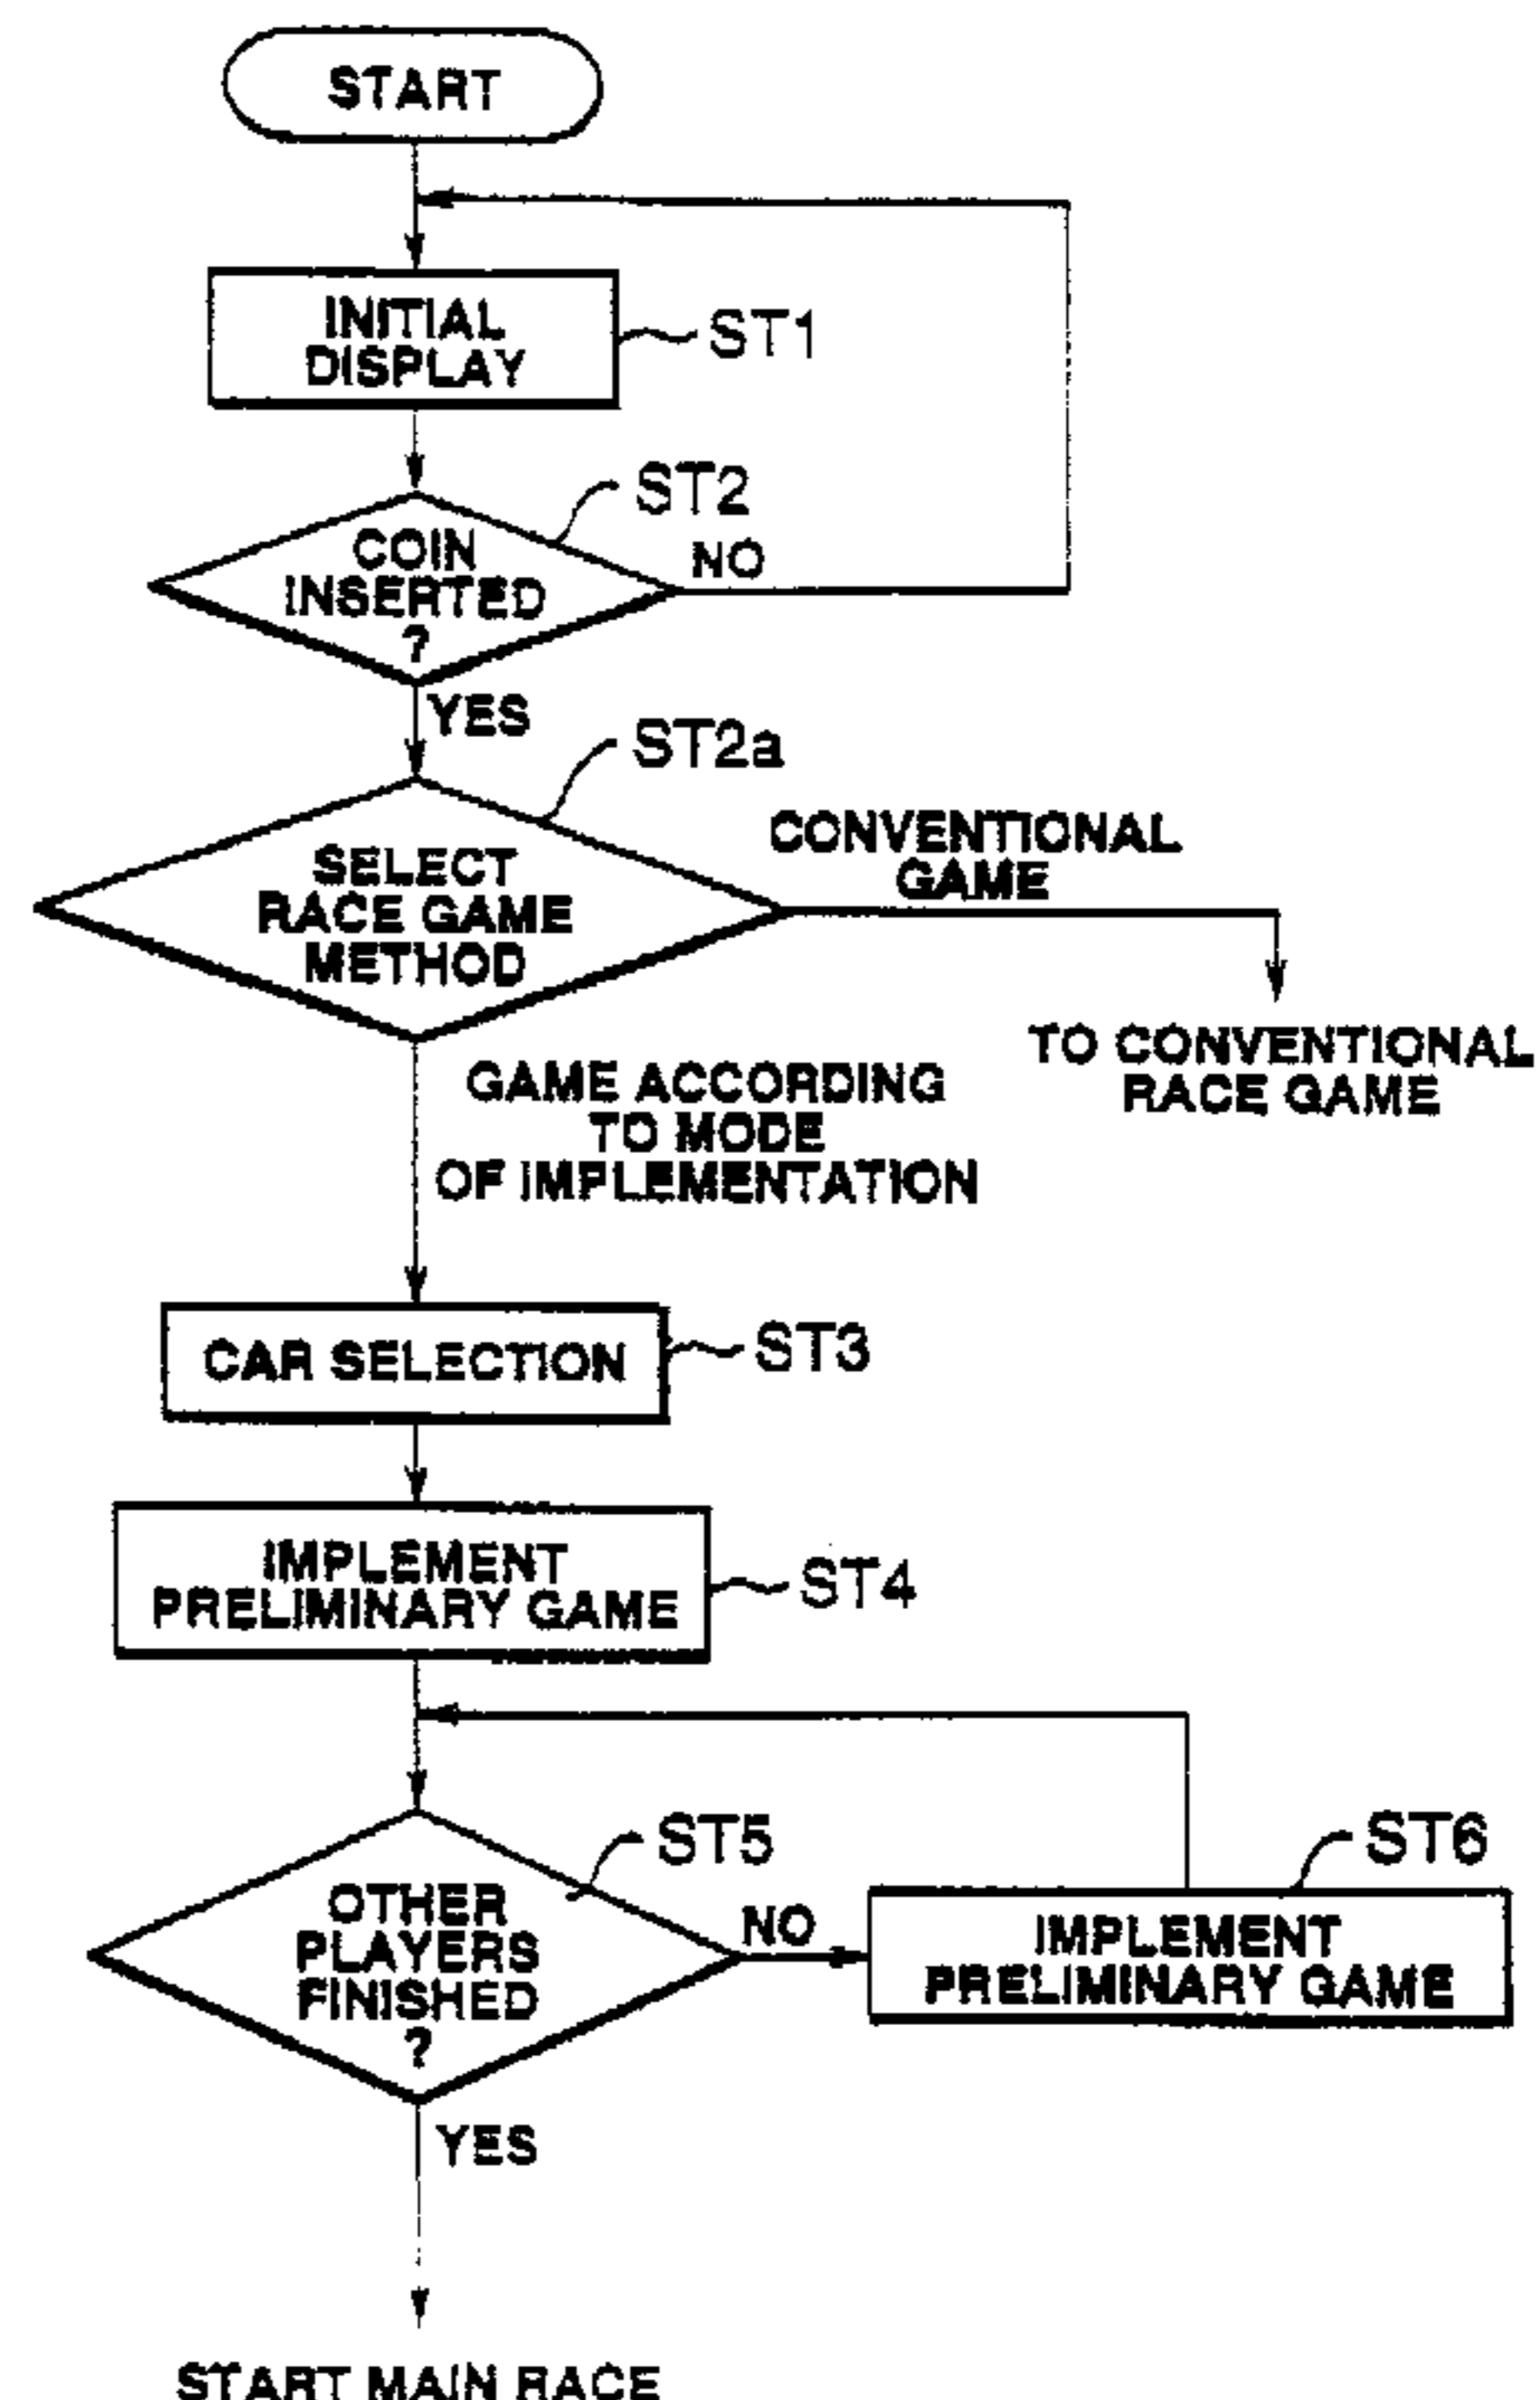 START
INITIAL
DISPLAY
ST1
ST2
COIN
INSERTED
?
NO
YES
ST2a
SELECT
RACE GAME
METHOD
CONVENTIONAL
GAME
TO CONVENTIONAL
RACE GAME
GAME ACCORDING
TO MODE
OF IMPLEMENTATION
CAR SELECTION
ST3
IMPLEMENT
PRELIMINARY GAME
ST4
ST5
OTHER
PLAYERS
FINISHED
?
NO
ST6
IMPLEMENT
PRELIMINARY GAME
YES
START MAIN RACE